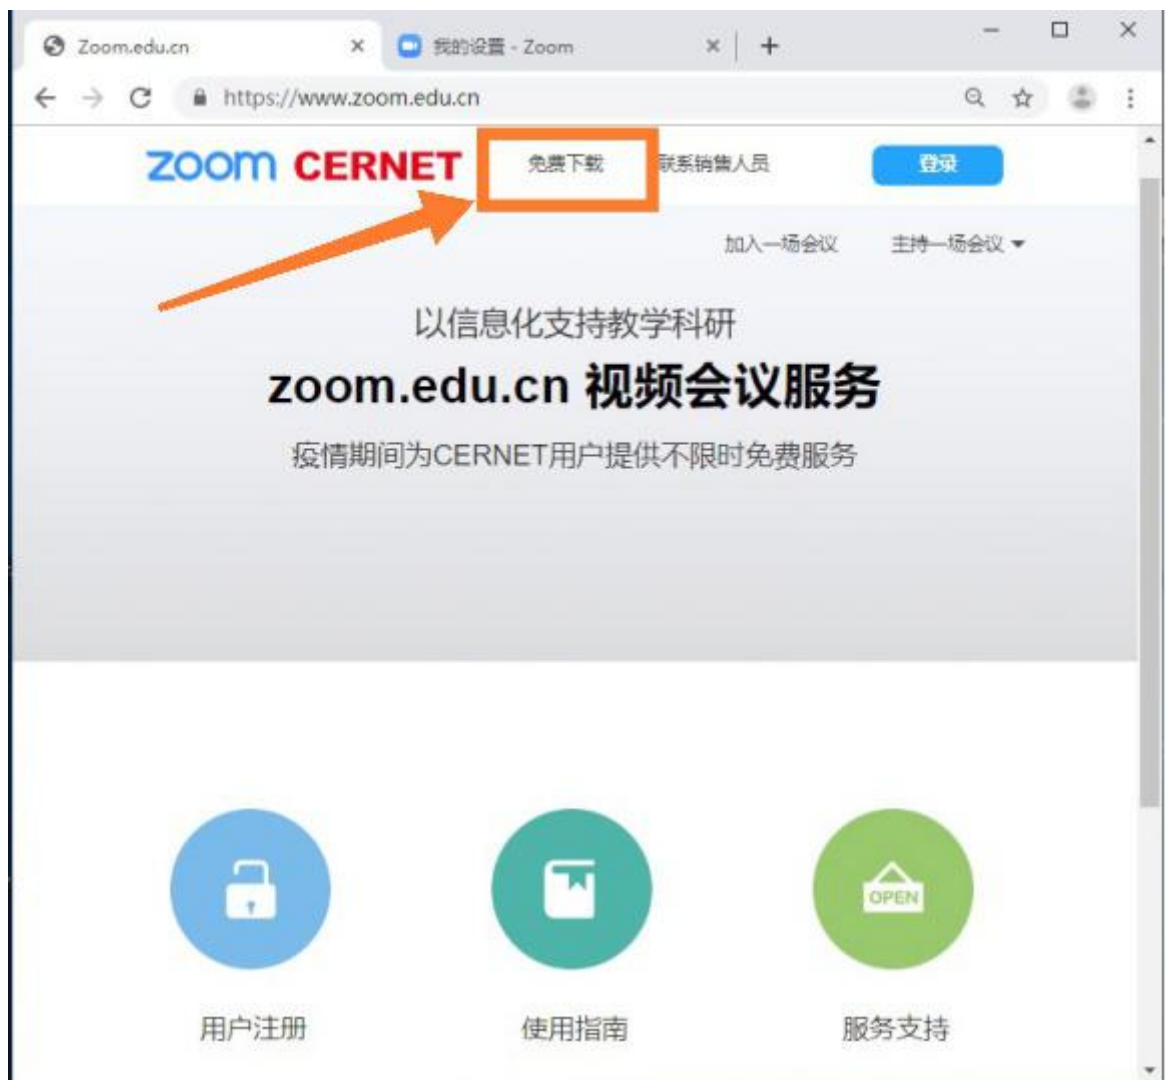 Zoom.edu.cn
我的设置 - Zoom
https://www.zoom.edu.cn
zoom CERNET 免费下载 联系销售人员 登录
加入一场会议 主持一场会议
以信息化支持教学科研
zoom.edu.cn 视频会议服务
疫情期间为CERNET用户提供不限时免费服务
OPEN
用户注册 使用指南 服务支持